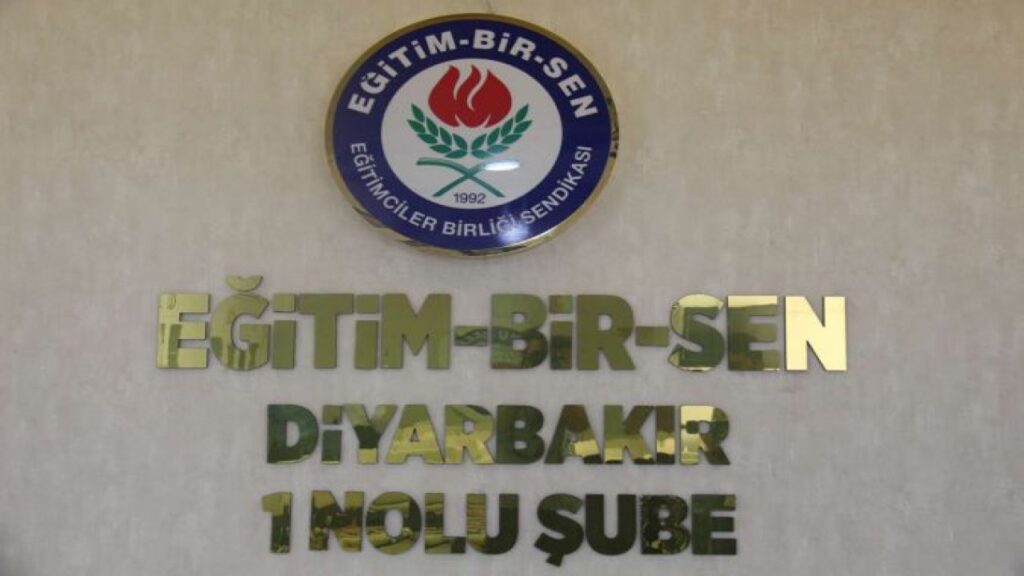 EĞİTİM-BİR-SEN
1992
EĞİTİMCİLER BİRLİĞİ SENDİKASI
EĞİTİM-BİR-SEN
DİYARBAKIR
1 NOLU ŞUBE